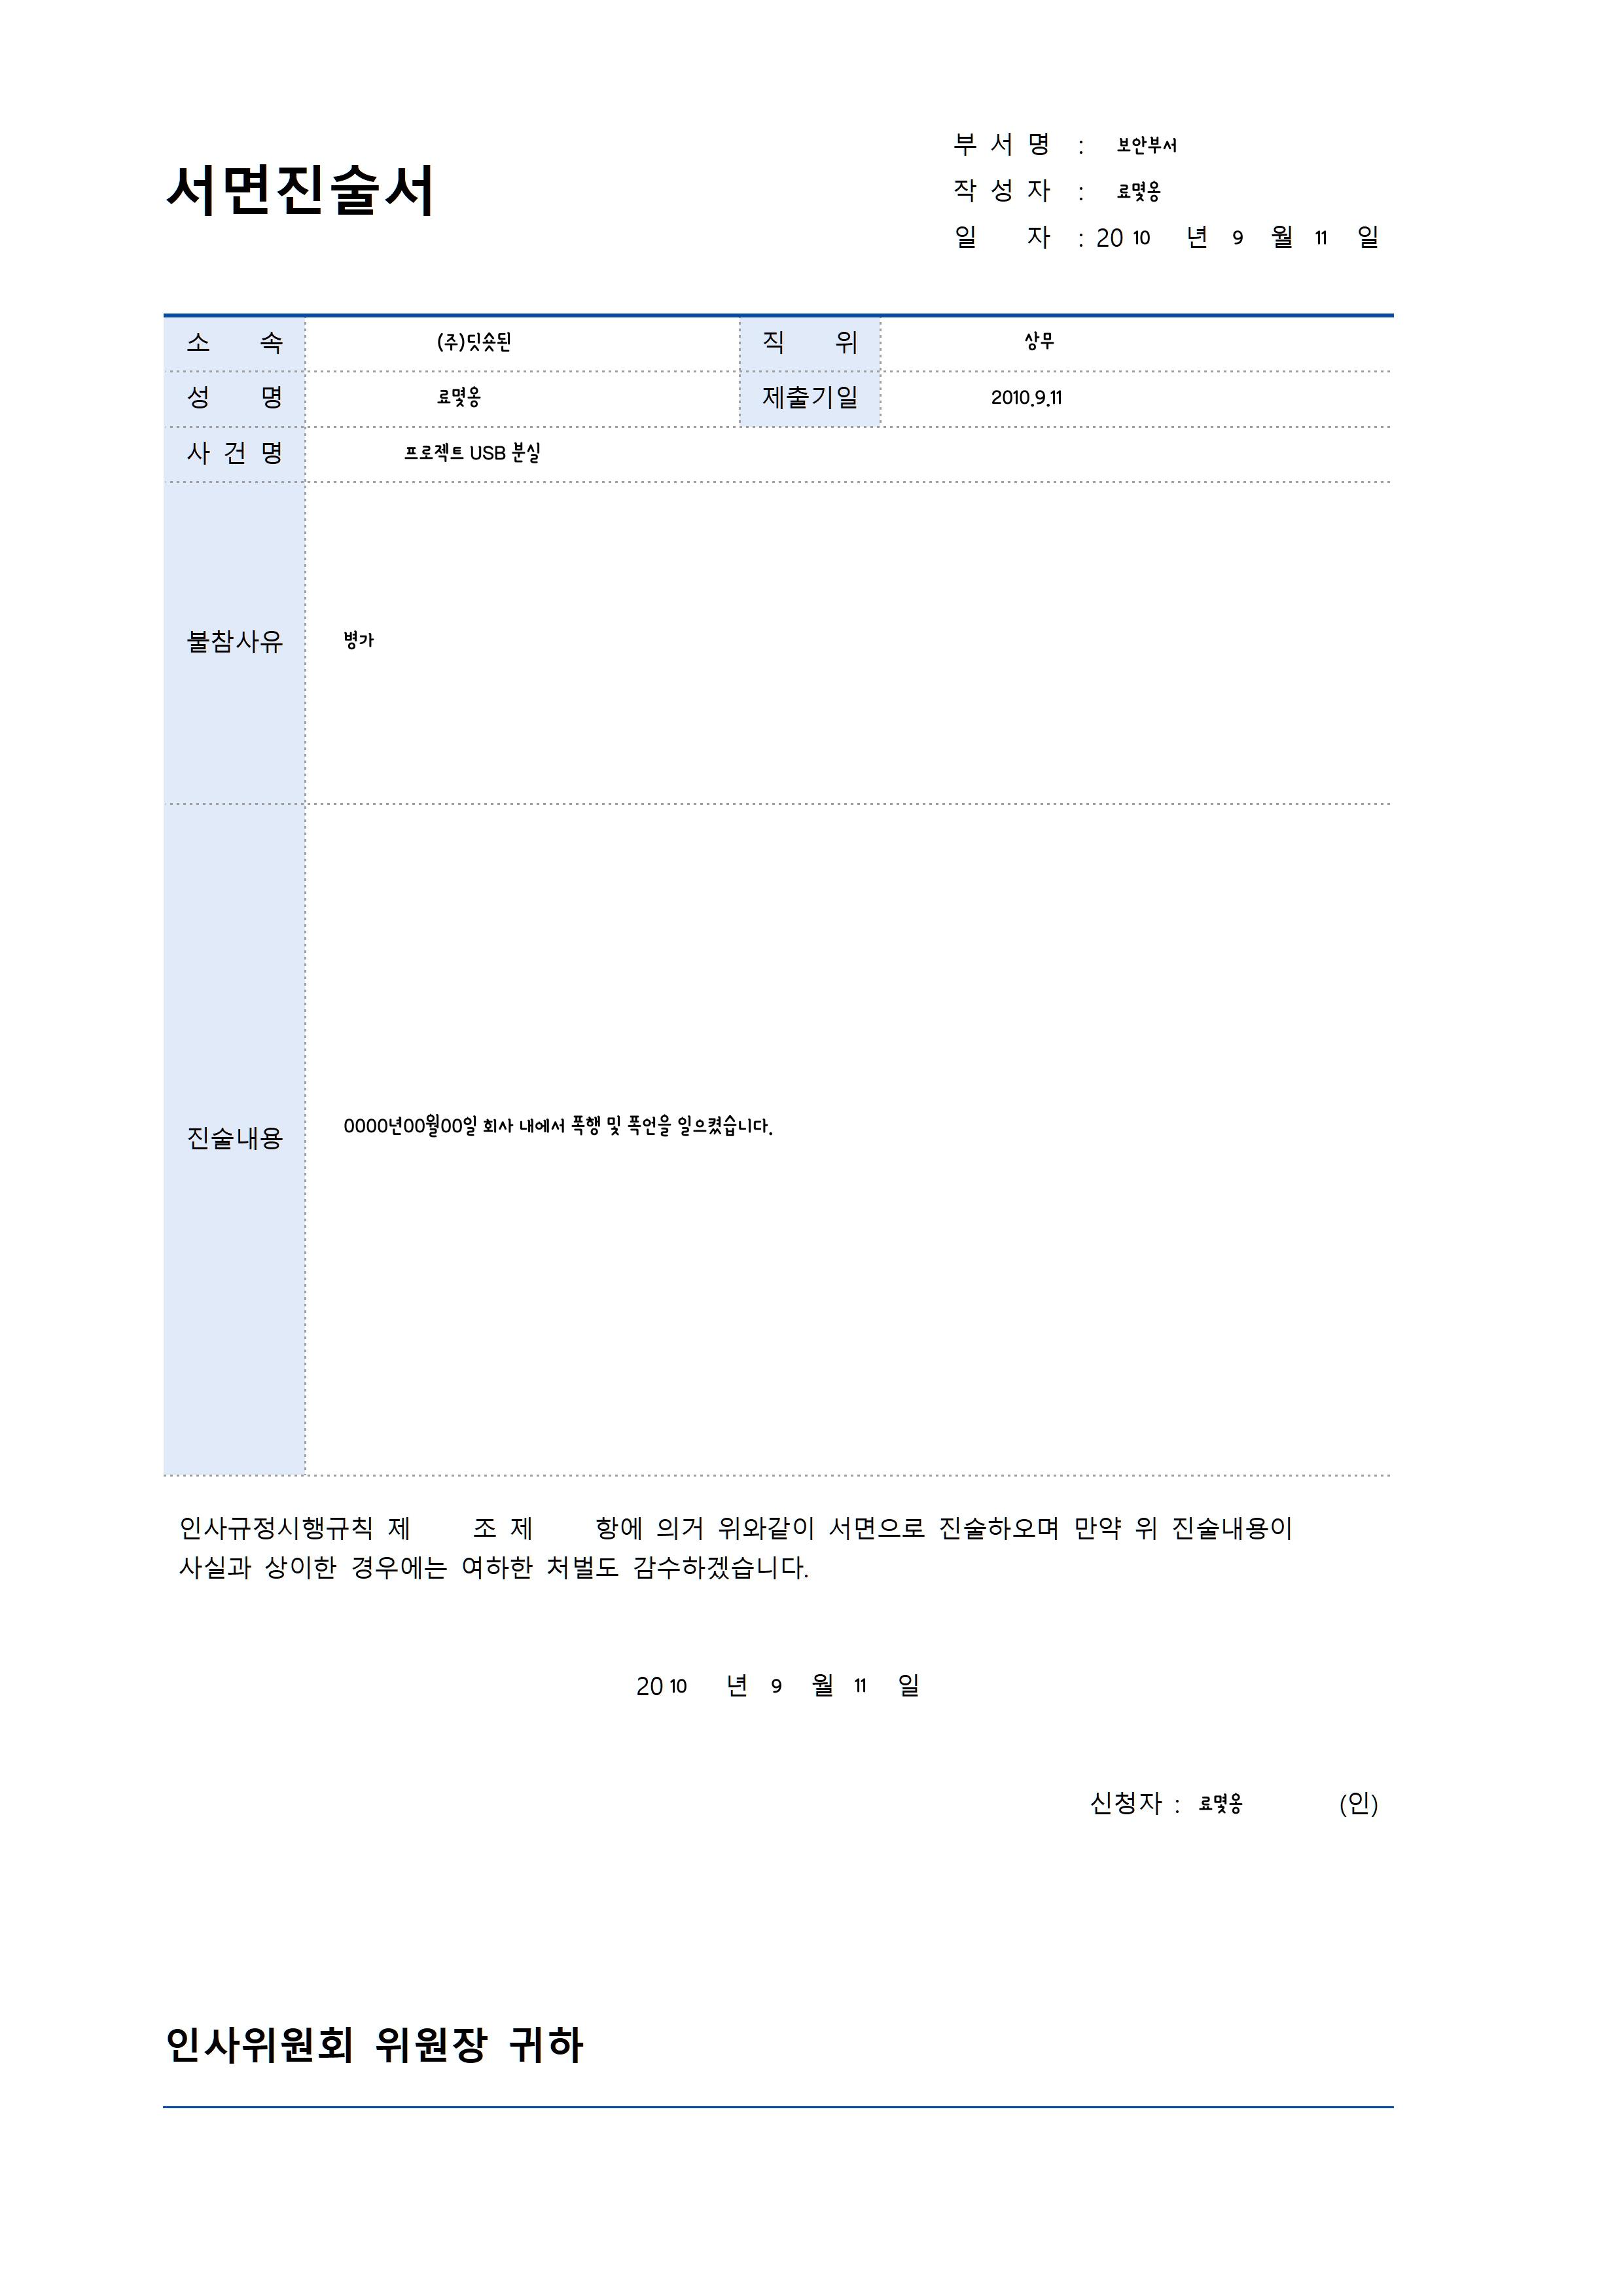 서면진술서
부 서 명 : 보안부서
작 성 자 : 료몇옹
일 자 : 20 10 년 9 월 11 일
소 속 (주)딧숏된 직 위 상무
성 명 료몇옹 제출기일 2010.9.11
사 건 명 프로젝트 USB 분실
불참사유 병가
진술내용 0000년00월00일 회사 내에서 폭행 및 폭언을 일으켰습니다.
인사규정시행규칙 제 조 제 항에 의거 위와같이 서면으로 진술하오며 만약 위 진술내용이
사실과 상이한 경우에는 여하한 처벌도 감수하겠습니다.
20 10 년 9 월 11 일
신청자 : 료몇옹 (인)
인사위원회 위원장 귀하